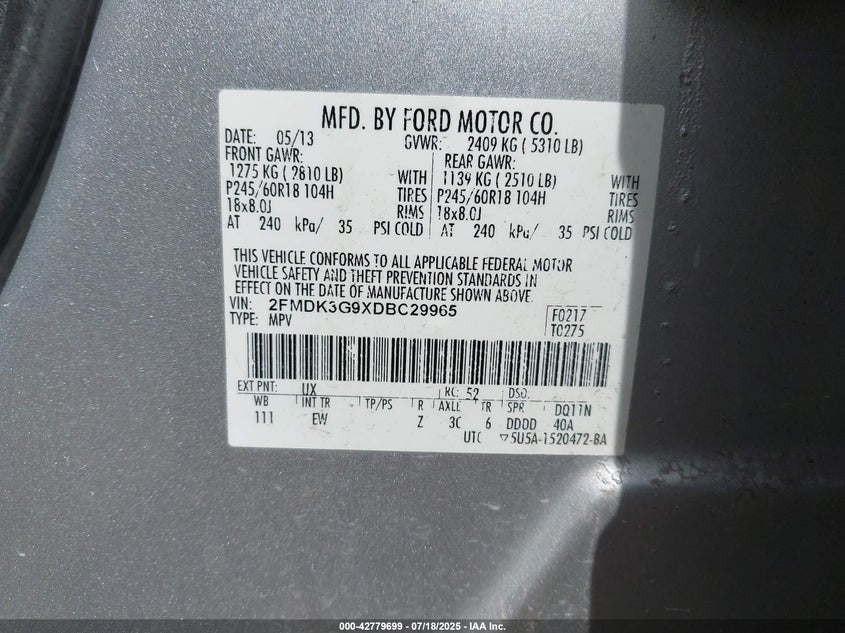 MFD. BY FORD MOTOR CO.
DATE: 05/13 GVWR: 2409 KG ( 5310 LB)
FRONT GAWR: REAR GAWR:
1275 KG ( 2810 LB) WITH 1139 KG ( 2510 LB) WITH
P245/60R18 104H TIRES P245/60R18 104H TIRES
18x8.0J RIMS 18x8.0J RIMS
AT 240 kPa/ 35 PSI COLD AT 240 kPa/ 35 PSI COLD
THIS VEHICLE CONFORMS TO ALL APPLICABLE FEDERAL MOTOR
VEHICLE SAFETY AND THEFT PREVENTION STANDARDS IN
EFFECT ON THE DATE OF MANUFACTURE SHOWN ABOVE.
VIN: 2FMDK3G9XDBC29965 F0217
TYPE: MPV T0275
EXT PNT: UX RC: 52 DSO:
WB INT TR TP/PS R AXLE TR SPR DQ11N
111 EW Z 3C 6 DDDD 40A
UTC ▽5U5A-1520472-BA
000-42779699 / 07/18/2025 - IAA Inc.